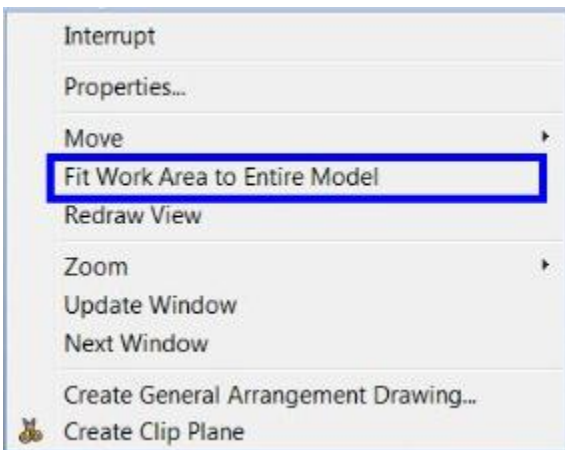 Interrupt
Properties...
Move
Fit Work Area to Entire Model
Redraw View
Zoom
Update Window
Next Window
Create General Arrangement Drawing...
Create Clip Plane